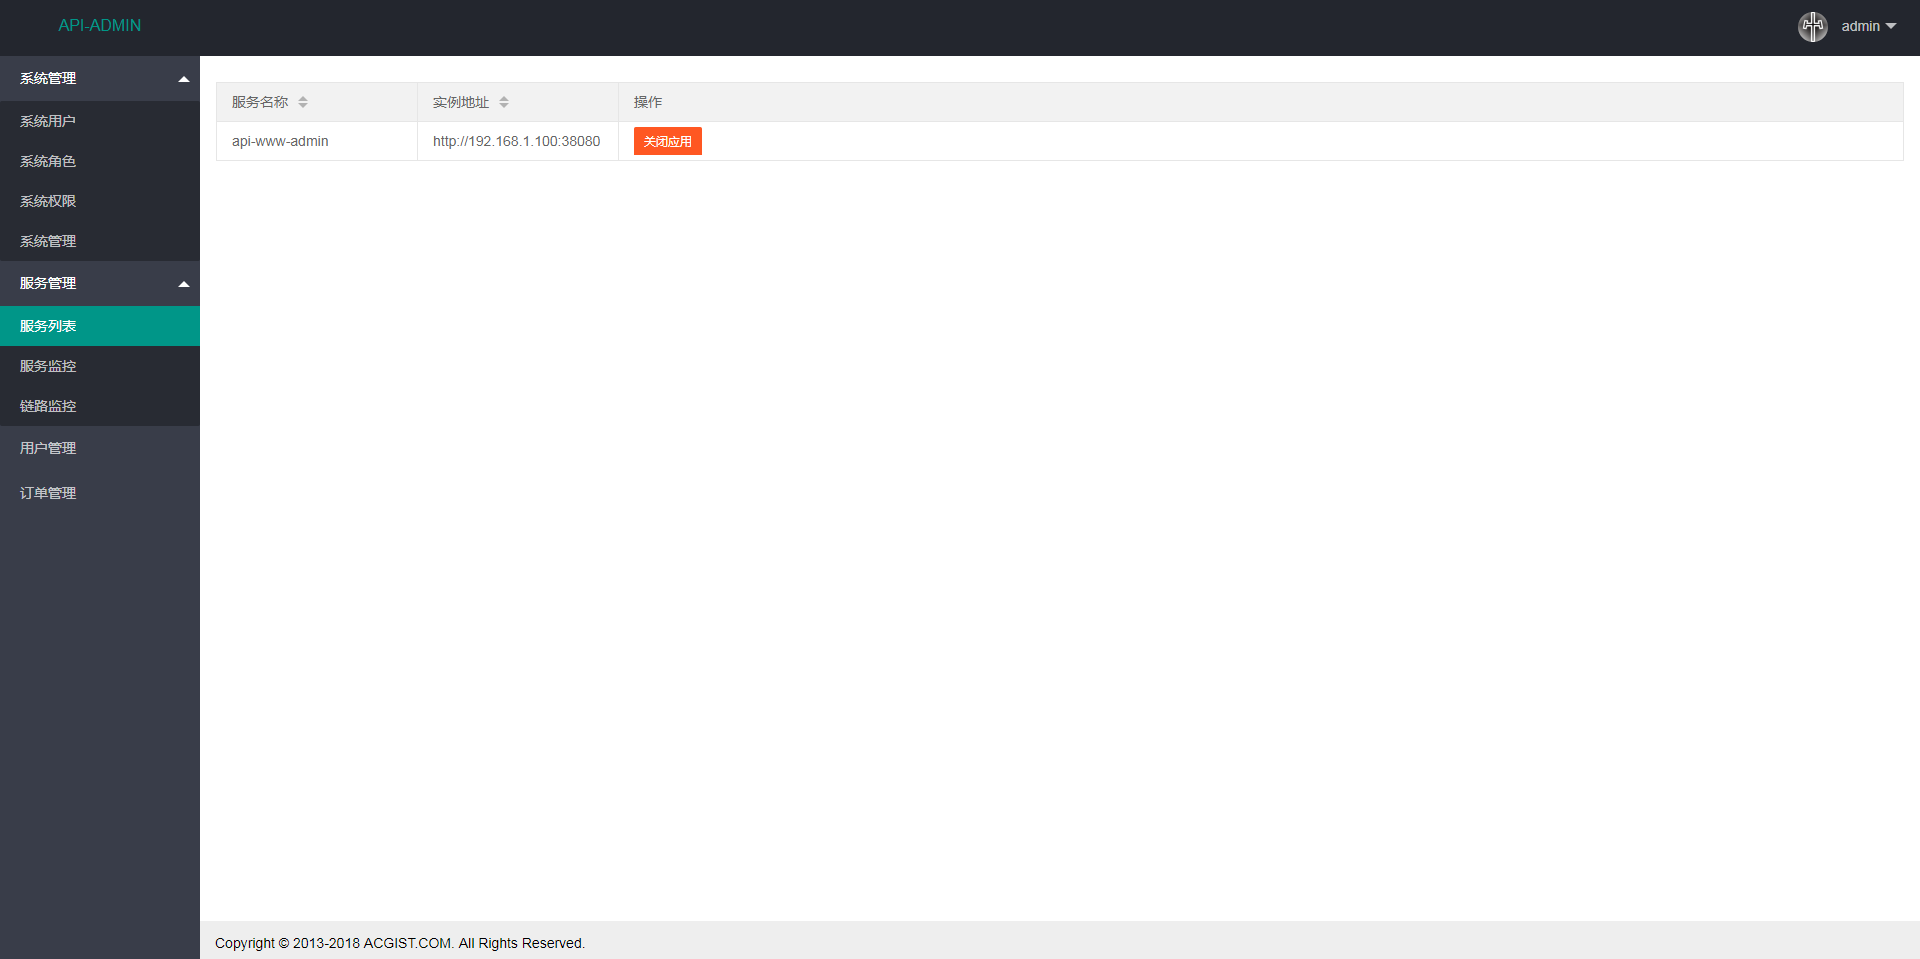 API-ADMIN
admin
系统管理
系统用户
系统角色
系统权限
系统管理
服务管理
服务列表
服务监控
链路监控
用户管理
订单管理
服务名称 实例地址 操作
api-www-admin http://192.168.1.100:38080 关闭应用
Copyright © 2013-2018 ACGIST.COM. All Rights Reserved.